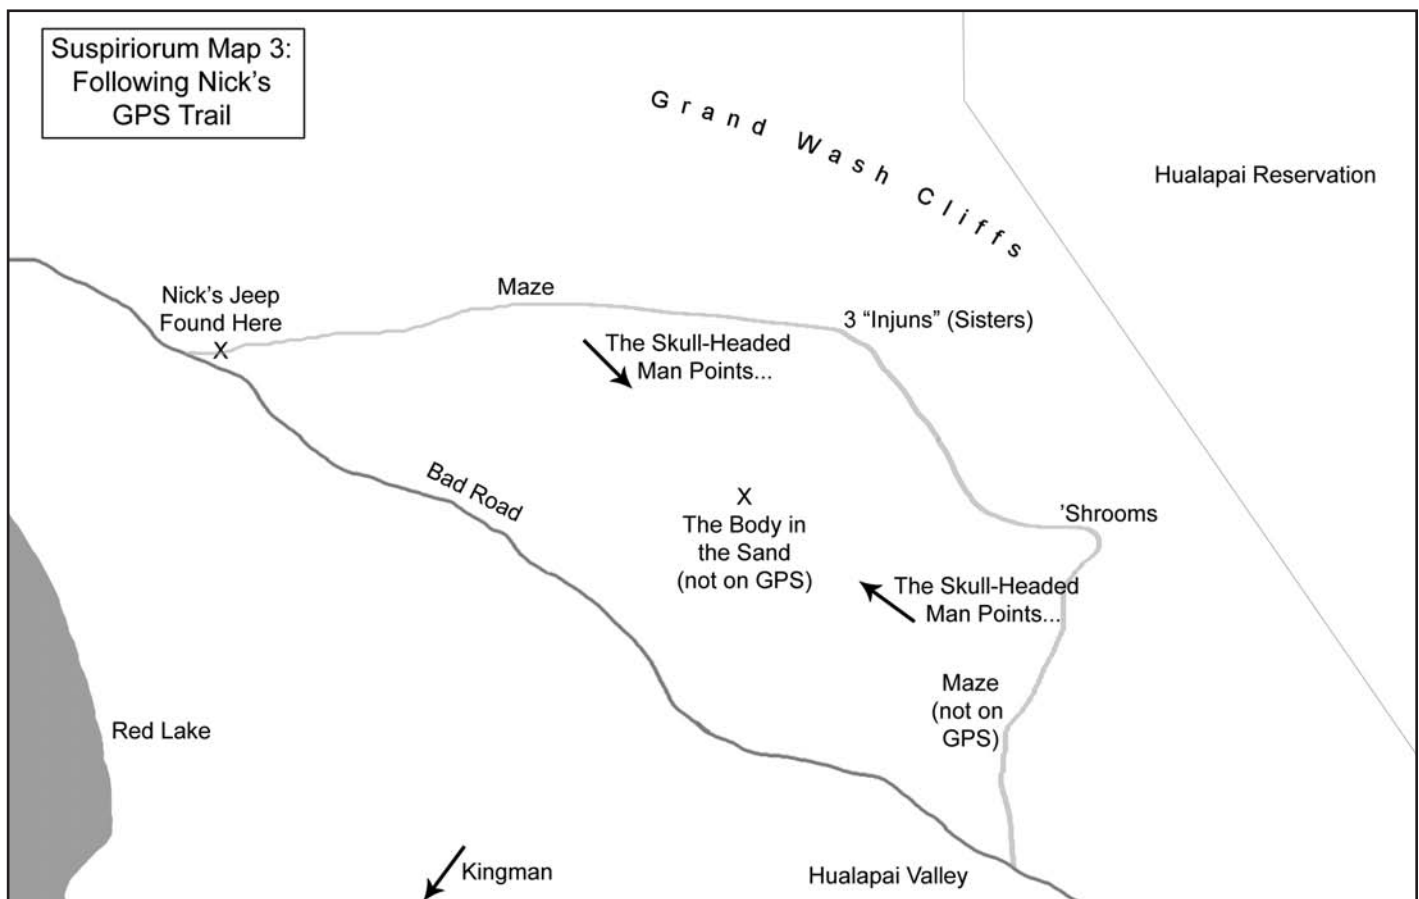 Suspiriorum Map 3:
Following Nick's
GPS Trail
Grand Wash Cliffs
Hualapai Reservation
Nick's Jeep
Found Here
X
Maze
3 “Injuns” (Sisters)
The Skull-Headed
Man Points...
Bad Road
X
The Body in
the Sand
(not on GPS)
’Shrooms
The Skull-Headed
Man Points...
Maze
(not on
GPS)
Red Lake
Kingman
Hualapai Valley